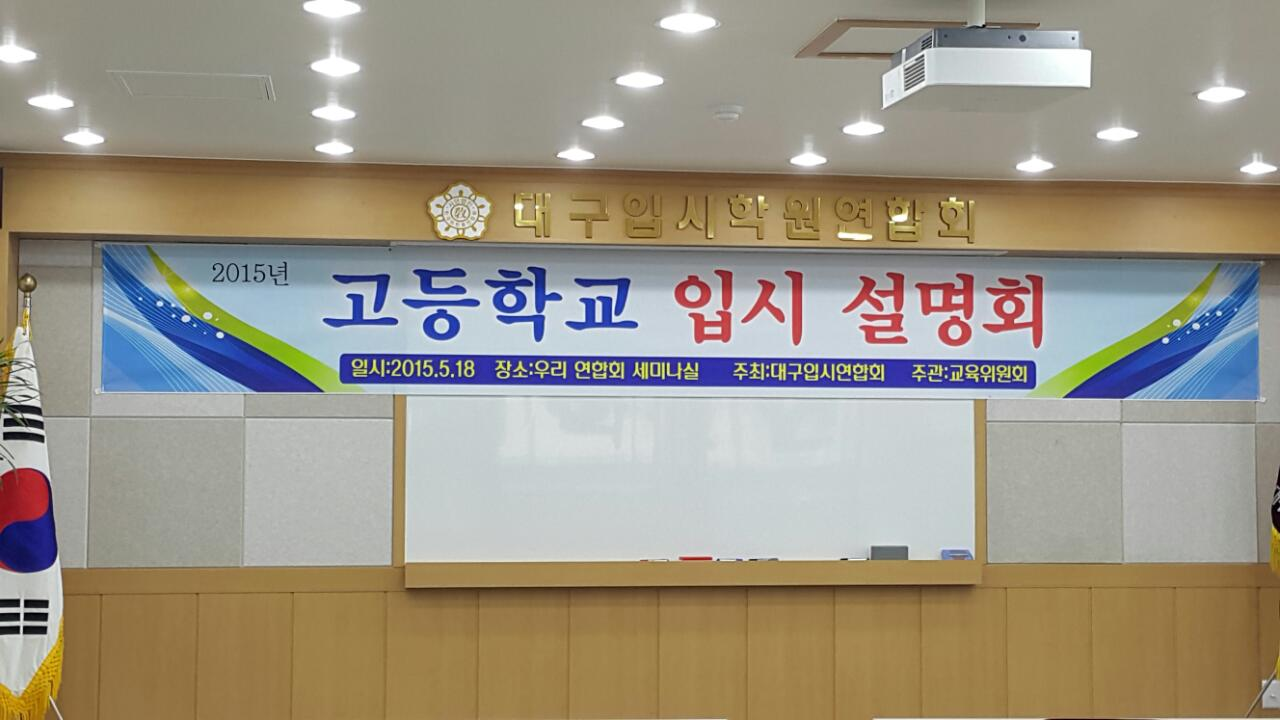 대구입시학원연합회
2015년 고등학교 입시 설명회
일시:2015.5.18 장소:우리 연합회 세미나실 주최:대구입시연합회 주관:교육위원회